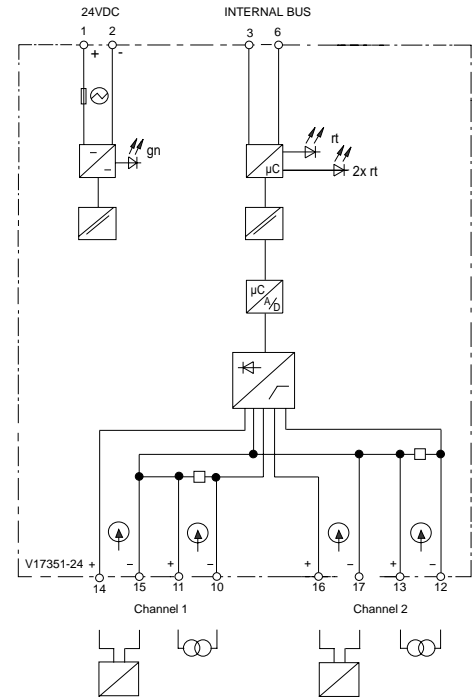 24VDC INTERNAL BUS
1 2 3 6
+ -
gn
rt
µC
2x rt
µC
A/D
V17351-24
+ − + − + − + −
14 15 11 10 16 17 13 12
Channel 1 Channel 2